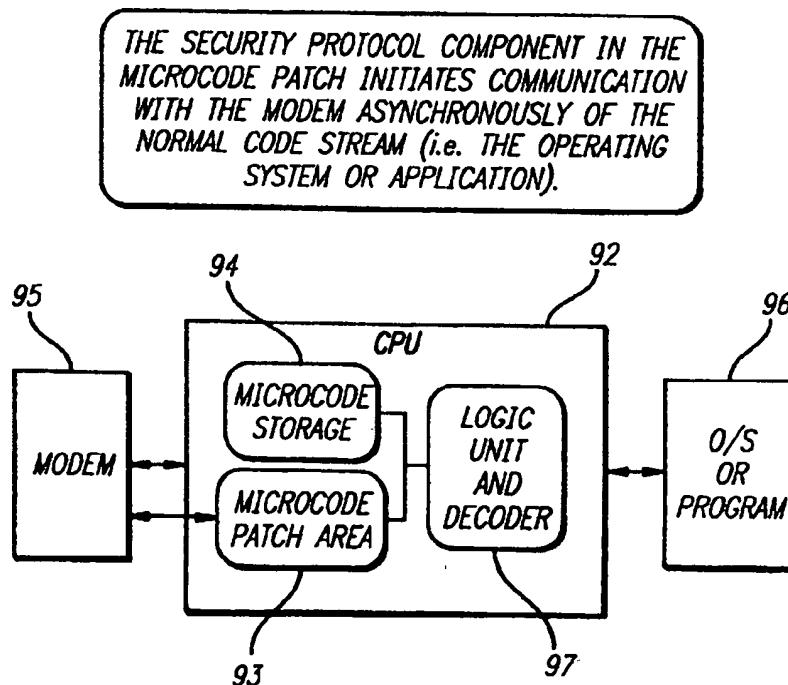 THE SECURITY PROTOCOL COMPONENT IN THE
MICROCODE PATCH INITIATES COMMUNICATION
WITH THE MODEM ASYNCHRONOUSLY OF THE
NORMAL CODE STREAM (i.e. THE OPERATING
SYSTEM OR APPLICATION).
94
92
95
96
CPU
MICROCODE
STORAGE
LOGIC
UNIT
AND
DECODER
MODEM
O/S
OR
PROGRAM
MICROCODE
PATCH AREA
93
97